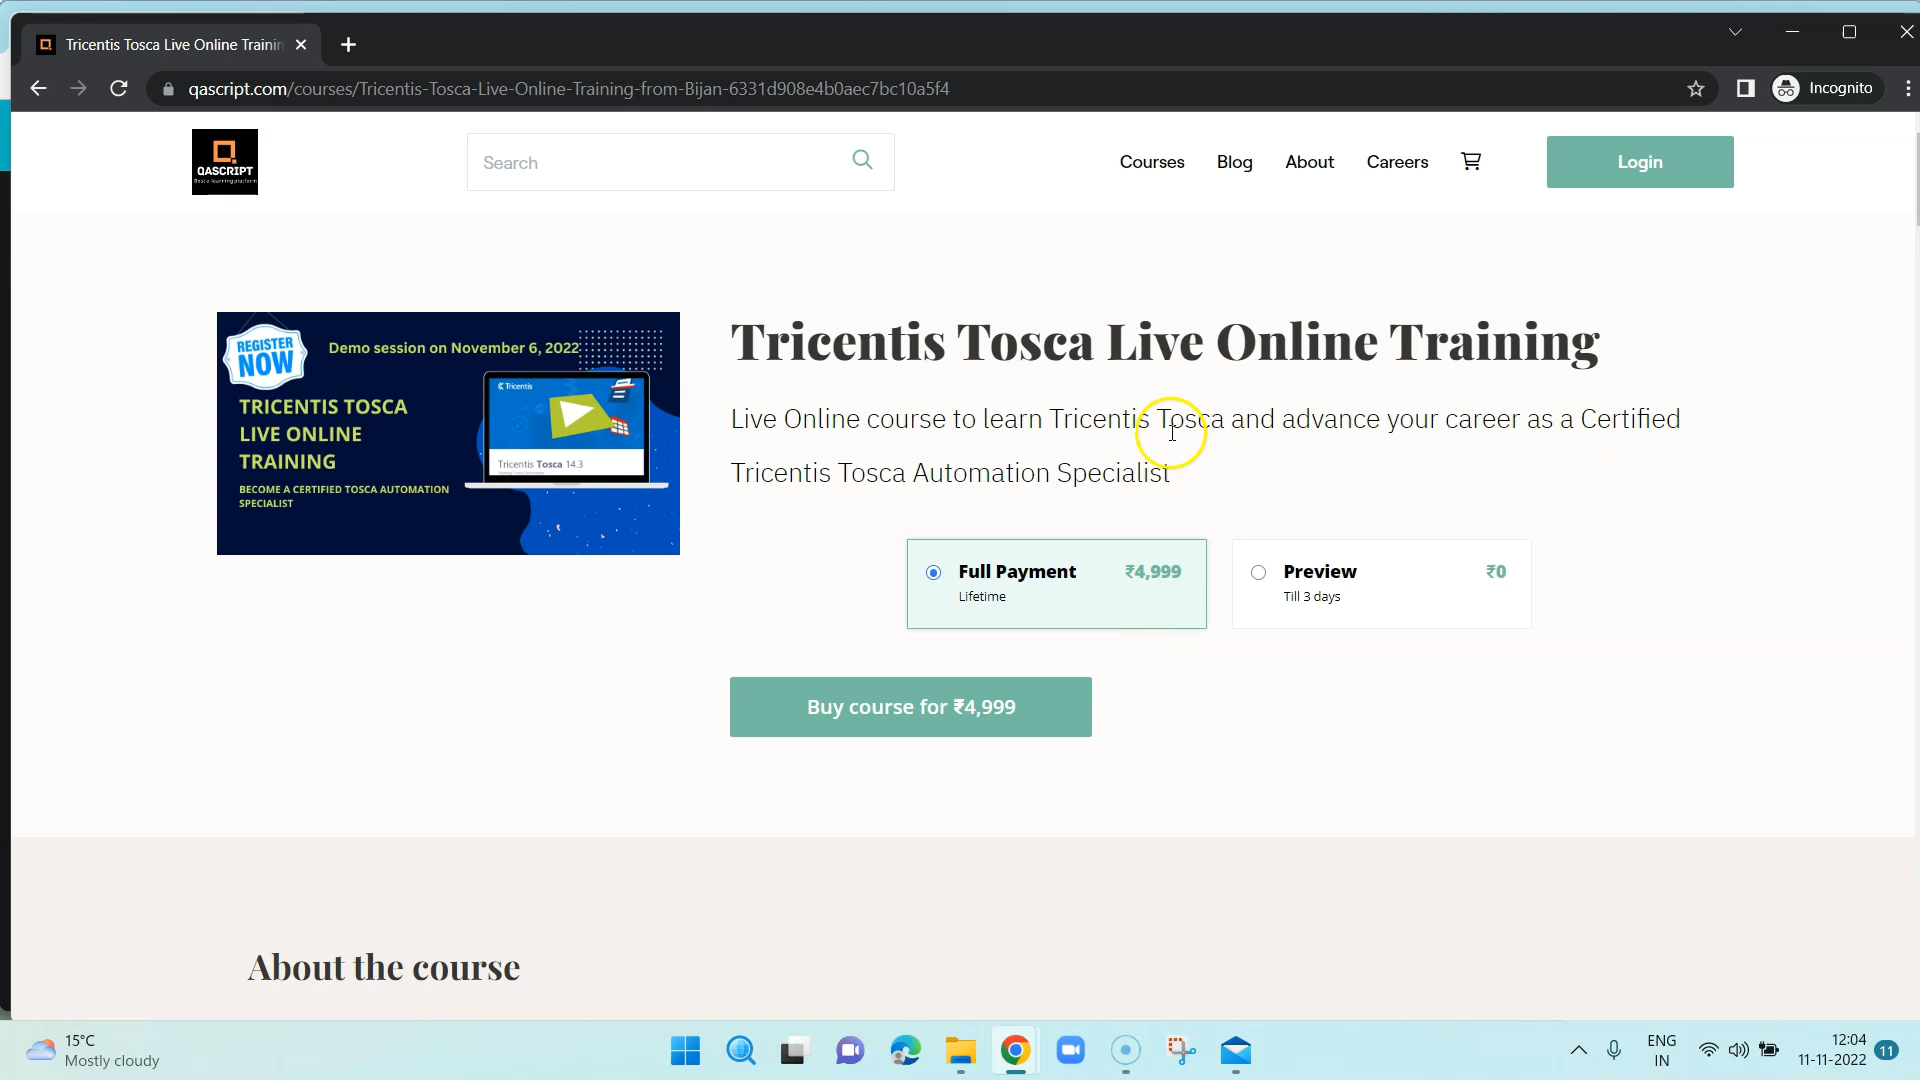 Tricentis Tosca Live Online Trainin
Incognito
qascript.com/courses/Tricentis-Tosca-Live-Online-Training-from-Bijan-6331d908e4b0aec7bc10a5f4
QASCRIPT
Best e-learning platform
Search
Courses
Blog
About
Careers
Login
REGISTER
NOW
Demo session on November 6, 2022
TRICENTIS TOSCA
LIVE ONLINE
TRAINING
BECOME A CERTIFIED TOSCA AUTOMATION
SPECIALIST
Tricentis
Tricentis Tosca 14.3
Tricentis Tosca Live Online Training
Live Online course to learn Tricentis Tosca and advance your career as a Certified
Tricentis Tosca Automation Specialist
Full Payment ₹4,999
Lifetime
Preview ₹0
Till 3 days
Buy course for ₹4,999
About the course
15°C
Mostly cloudy
ENG
IN
12:04
11-11-2022
11